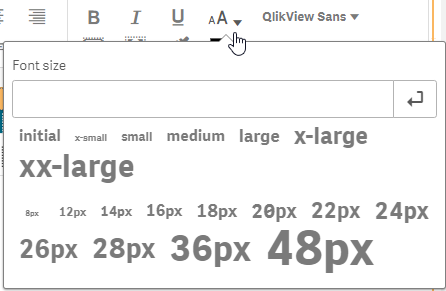 B I U AA QlikView Sans
Font size
initial x-small small medium large x-large
xx-large
8px 12px 14px 16px 18px 20px 22px 24px
26px 28px 36px 48px